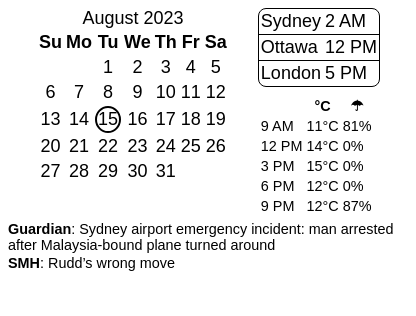 August 2023
Su Mo Tu We Th Fr Sa
1 2 3 4 5
6 7 8 9 10 11 12
13 14 15 16 17 18 19
20 21 22 23 24 25 26
27 28 29 30 31
Sydney 2 AM
Ottawa 12 PM
London 5 PM
°C ☂
9 AM 11°C 81%
12 PM 14°C 0%
3 PM 15°C 0%
6 PM 12°C 0%
9 PM 12°C 87%
Guardian: Sydney airport emergency incident: man arrested
after Malaysia-bound plane turned around
SMH: Rudd’s wrong move